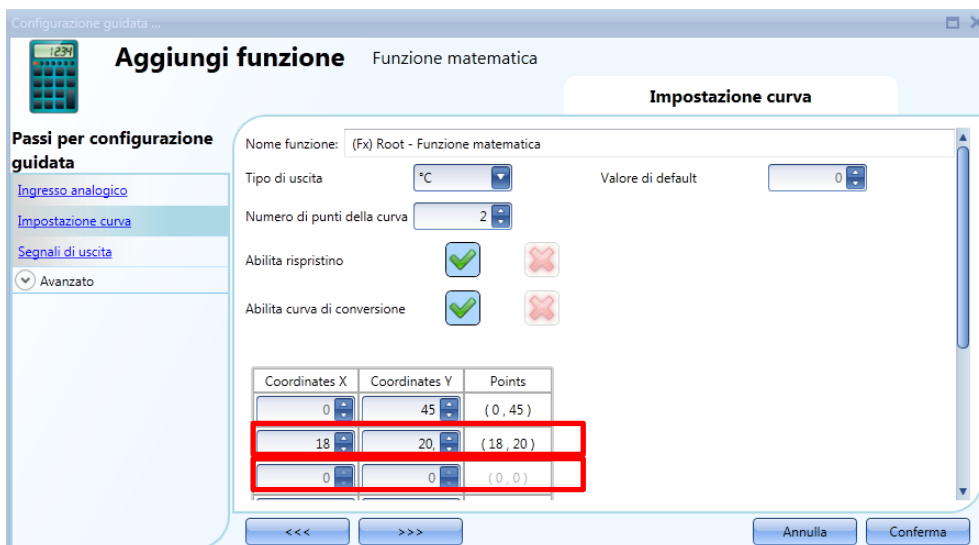 Configurazione guidata ...
1234
Aggiungi funzione Funzione matematica
Impostazione curva
Passi per configurazione
guidata
Ingresso analogico
Impostazione curva
Segnali di uscita
Avanzato
Nome funzione: (Fx) Root - Funzione matematica
Tipo di uscita °C Valore di default 0
Numero di punti della curva 2
Abilita rispristino
Abilita curva di conversione
Coordinates X Coordinates Y Points
0 45 ( 0 , 45 )
18 20, ( 18 , 20 )
0 0 ( 0 , 0 )
<<< >>> Annulla Conferma